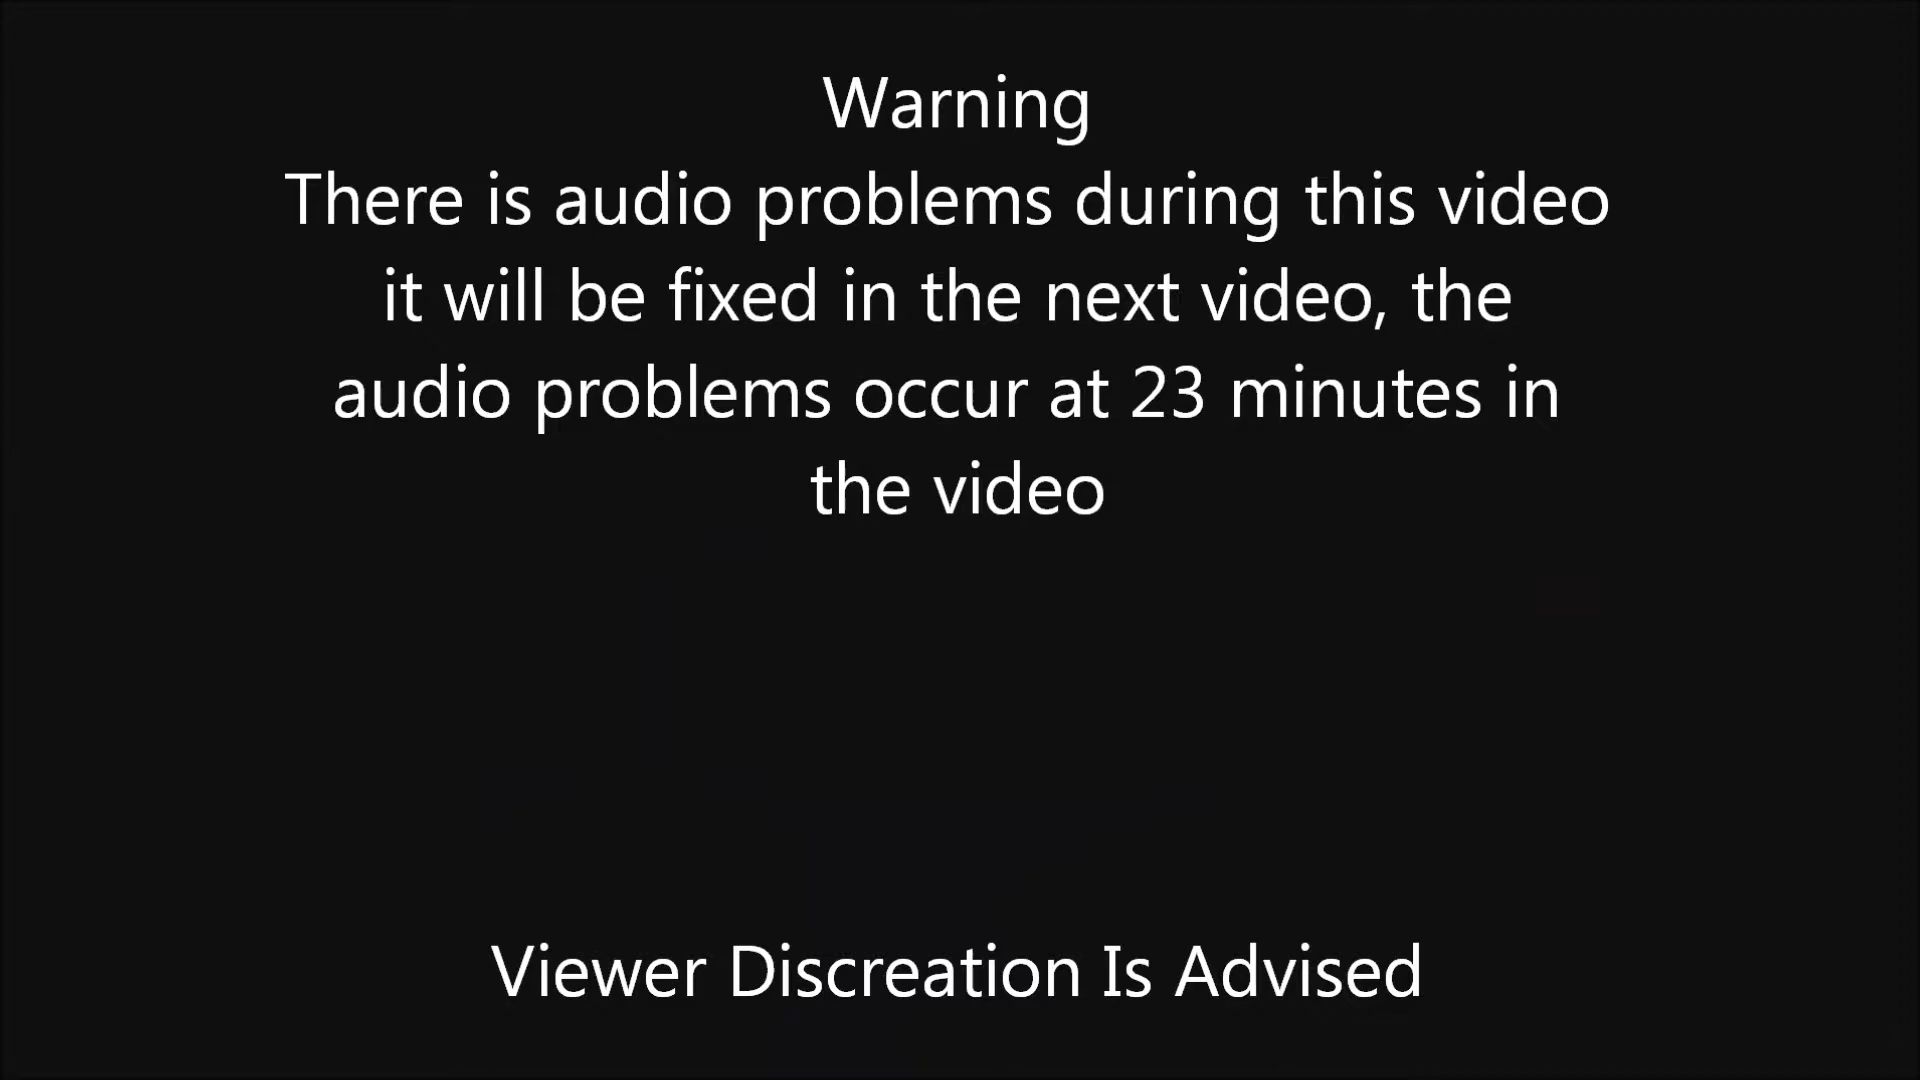 Warning
There is audio problems during this video
it will be fixed in the next video, the
audio problems occur at 23 minutes in
the video
Viewer Discreation Is Advised